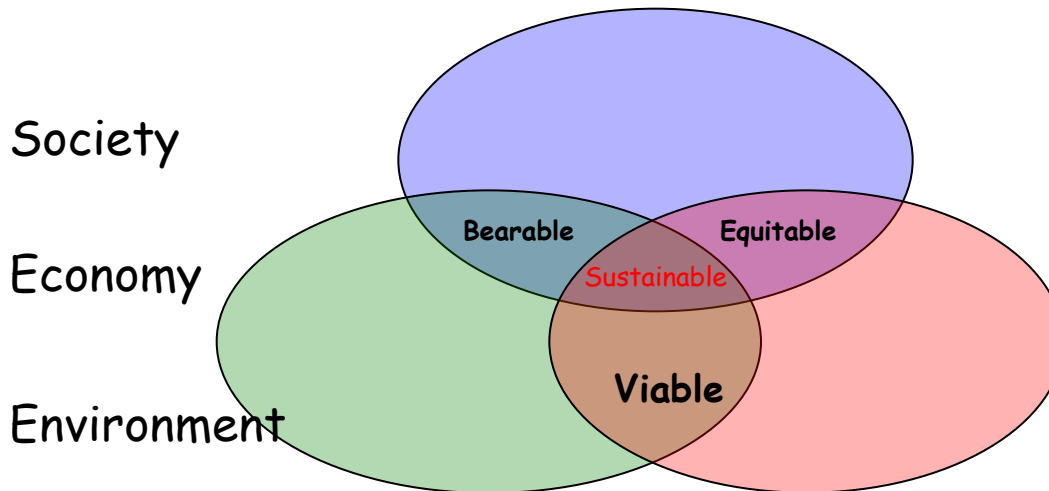 Society
Bearable
Equitable
Economy
Sustainable
Viable
Environment